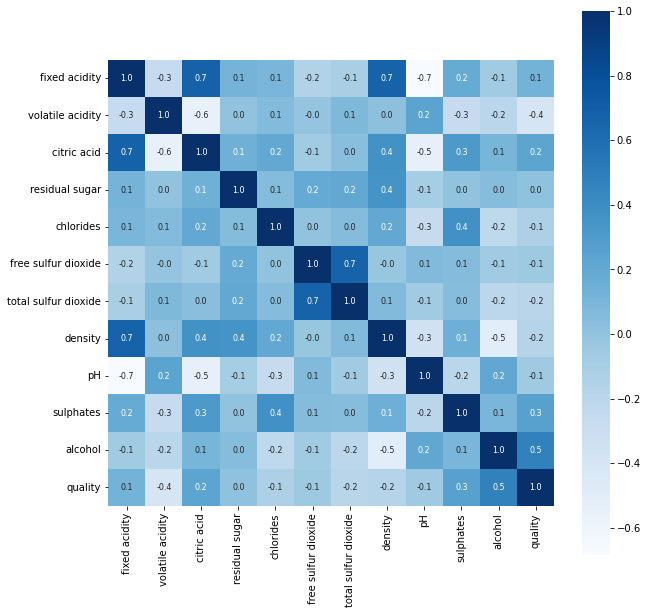 1.0
fixed acidity 1.0 -0.3 0.7 0.1 0.1 -0.2 -0.1 0.7 -0.7 0.2 -0.1 0.1
0.8
volatile acidity -0.3 1.0 -0.6 0.0 0.1 -0.0 0.1 0.0 0.2 -0.3 -0.2 -0.4
citric acid 0.7 -0.6 1.0 0.1 0.2 -0.1 0.0 0.4 -0.5 0.3 0.1 0.2
0.6
residual sugar 0.1 0.0 0.1 1.0 0.1 0.2 0.2 0.4 -0.1 0.0 0.0 0.0
0.4
chlorides 0.1 0.1 0.2 0.1 1.0 0.0 0.0 0.2 -0.3 0.4 -0.2 -0.1
free sulfur dioxide -0.2 -0.0 -0.1 0.2 0.0 1.0 0.7 -0.0 0.1 0.1 -0.1 -0.1
0.2
total sulfur dioxide -0.1 0.1 0.0 0.2 0.0 0.7 1.0 0.1 -0.1 0.0 -0.2 -0.2
0.0
density 0.7 0.0 0.4 0.4 0.2 -0.0 0.1 1.0 -0.3 0.1 -0.5 -0.2
pH -0.7 0.2 -0.5 -0.1 -0.3 0.1 -0.1 -0.3 1.0 -0.2 0.2 -0.1
−0.2
sulphates 0.2 -0.3 0.3 0.0 0.4 0.1 0.0 0.1 -0.2 1.0 0.1 0.3
alcohol -0.1 -0.2 0.1 0.0 -0.2 -0.1 -0.2 -0.5 0.2 0.1 1.0 0.5
−0.4
quality 0.1 -0.4 0.2 0.0 -0.1 -0.1 -0.2 -0.2 -0.1 0.3 0.5 1.0
−0.6
fixed acidity
volatile acidity
citric acid
residual sugar
chlorides
free sulfur dioxide
total sulfur dioxide
density
pH
sulphates
alcohol
quality